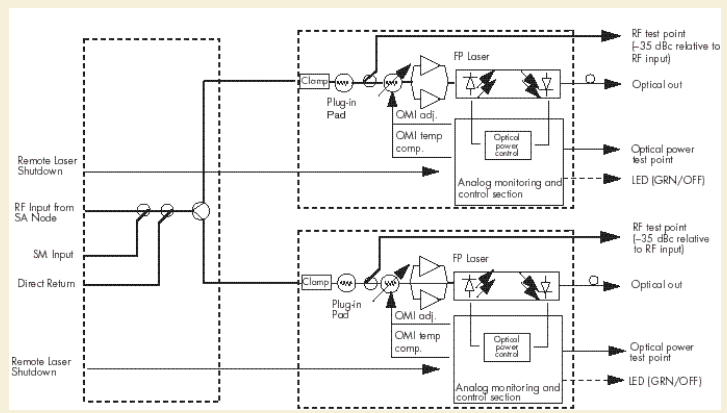 RF test point
(–35 dBc relative to
RF input)
Clamp
FP Laser
Optical out
Plug-in
Pad
OMI adj.
OMI temp
comp.
Optical
power
control
Optical power
test point
Analog monitoring and
control section
LED (GRN/OFF)
Remote Laser
Shutdown
RF Input from
SA Node
SM Input
Direct Return
RF test point
(–35 dBc relative
to RF input)
FP Laser
Clamp
Optical out
Plug-in
Pad
OMI adj.
OMI temp
comp.
Optical
power
control
Optical power
test point
Remote Laser
Shutdown
LED (GRN/OFF)
Analog monitoring and
control section